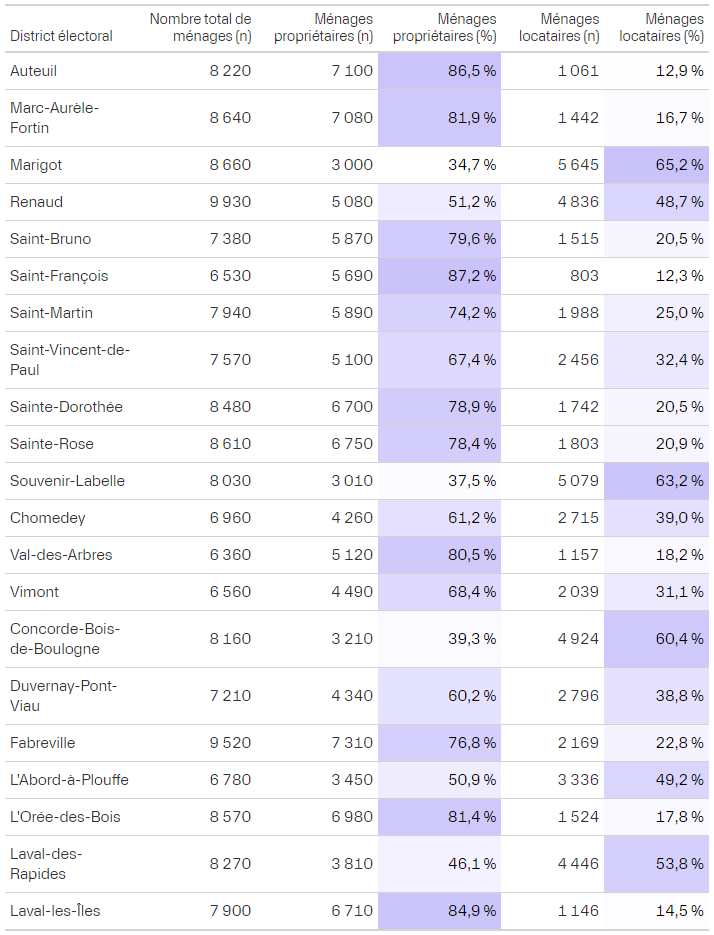 District électoral Nombre total de ménages (n) Ménages propriétaires (n) Ménages propriétaires (%) Ménages locataires (n) Ménages locataires (%)
Auteuil 8 220 7 100 86,5 % 1 061 12,9 %
Marc-Aurèle-
Fortin 8 640 7 080 81,9 % 1 442 16,7 %
Marigot 8 660 3 000 34,7 % 5 645 65,2 %
Renaud 9 930 5 080 51,2 % 4 836 48,7 %
Saint-Bruno 7 380 5 870 79,6 % 1 515 20,5 %
Saint-François 6 530 5 690 87,2 % 803 12,3 %
Saint-Martin 7 940 5 890 74,2 % 1 988 25,0 %
Saint-Vincent-de-
Paul 7 570 5 100 67,4 % 2 456 32,4 %
Sainte-Dorothée 8 480 6 700 78,9 % 1 742 20,5 %
Sainte-Rose 8 610 6 750 78,4 % 1 803 20,9 %
Souvenir-Labelle 8 030 3 010 37,5 % 5 079 63,2 %
Chomedey 6 960 4 260 61,2 % 2 715 39,0 %
Val-des-Arbres 6 360 5 120 80,5 % 1 157 18,2 %
Vimont 6 560 4 490 68,4 % 2 039 31,1 %
Concorde-Bois-
de-Boulogne 8 160 3 210 39,3 % 4 924 60,4 %
Duvernay-Pont-
Viau 7 210 4 340 60,2 % 2 796 38,8 %
Fabreville 9 520 7 310 76,8 % 2 169 22,8 %
L'Abord-à-Plouffe 6 780 3 450 50,9 % 3 336 49,2 %
L'Orée-des-Bois 8 570 6 980 81,4 % 1 524 17,8 %
Laval-des-
Rapides 8 270 3 810 46,1 % 4 446 53,8 %
Laval-les-Îles 7 900 6 710 84,9 % 1 146 14,5 %